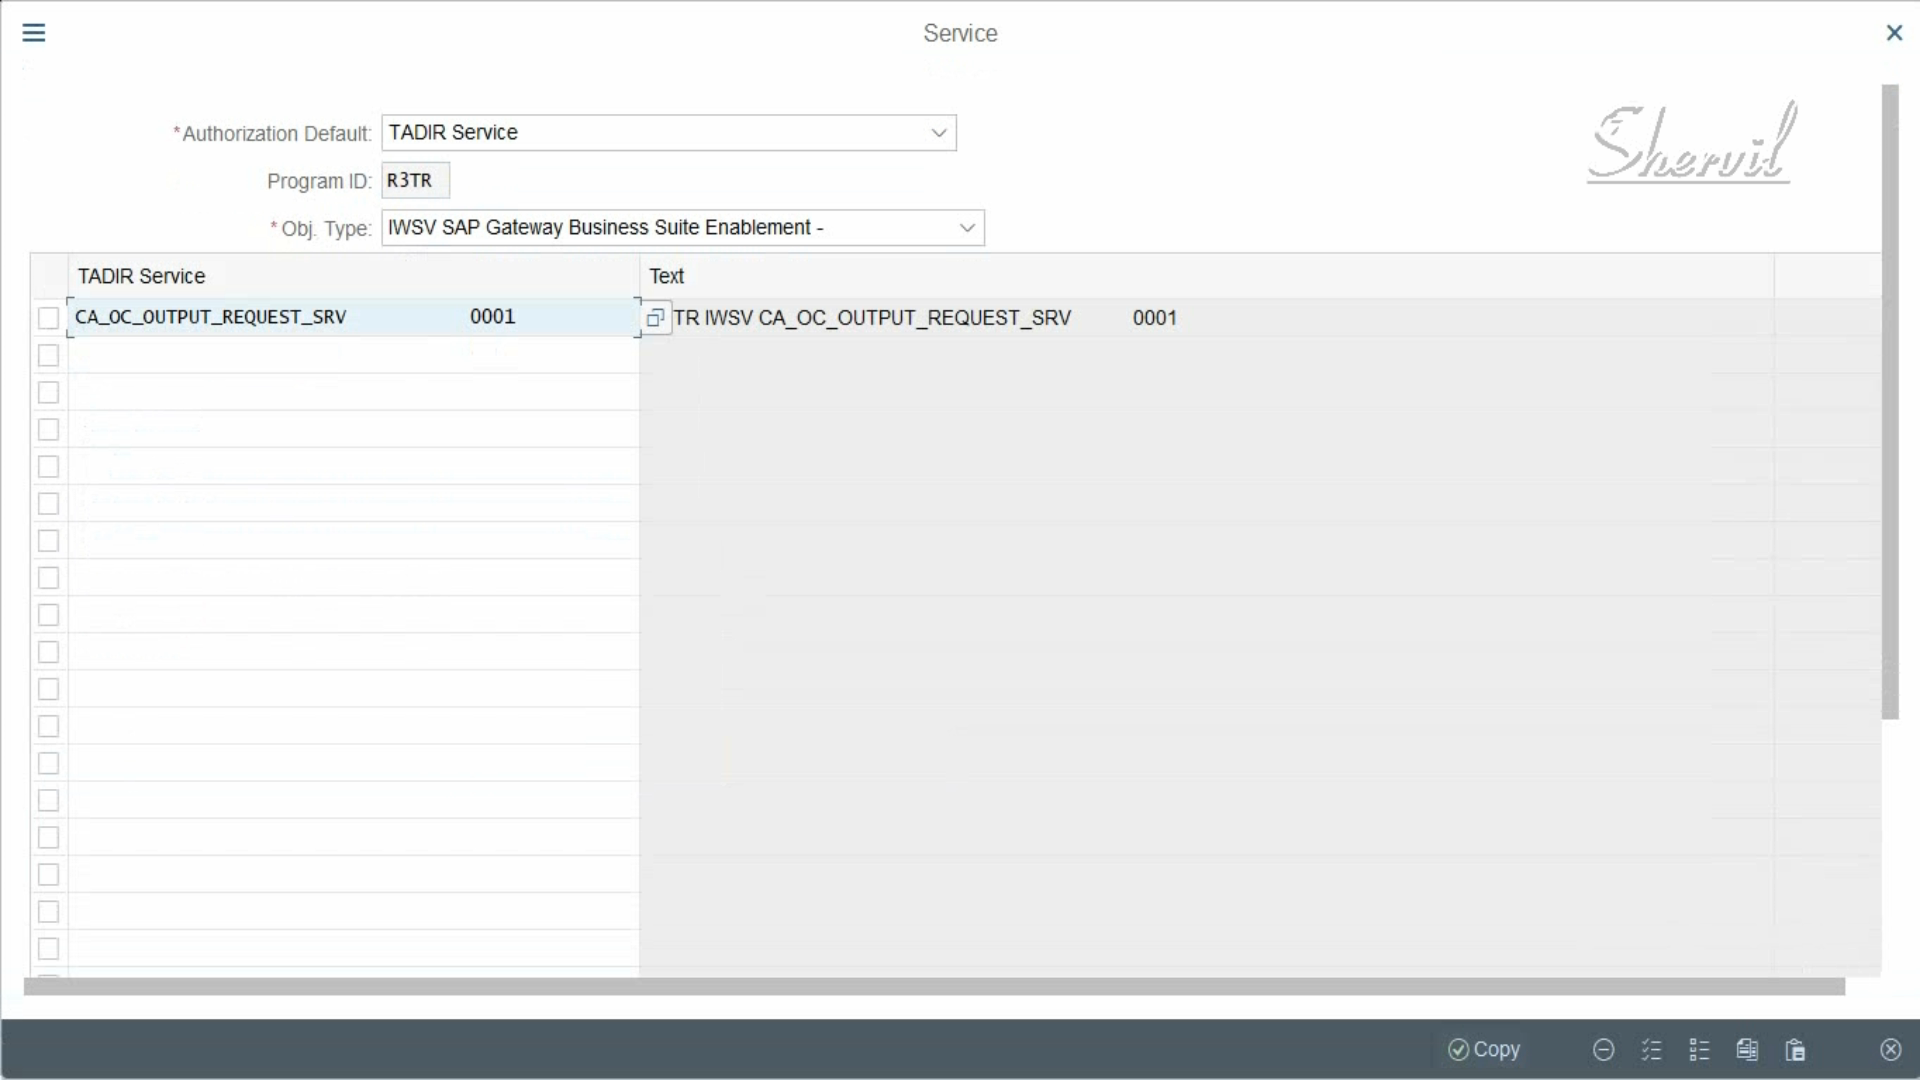 Service
Shervil
*Authorization Default: TADIR Service
Program ID: R3TR
* Obj. Type: IWSV SAP Gateway Business Suite Enablement -
TADIR Service Text
CA_OC_OUTPUT_REQUEST_SRV 0001 TR IWSV CA_OC_OUTPUT_REQUEST_SRV 0001
Copy